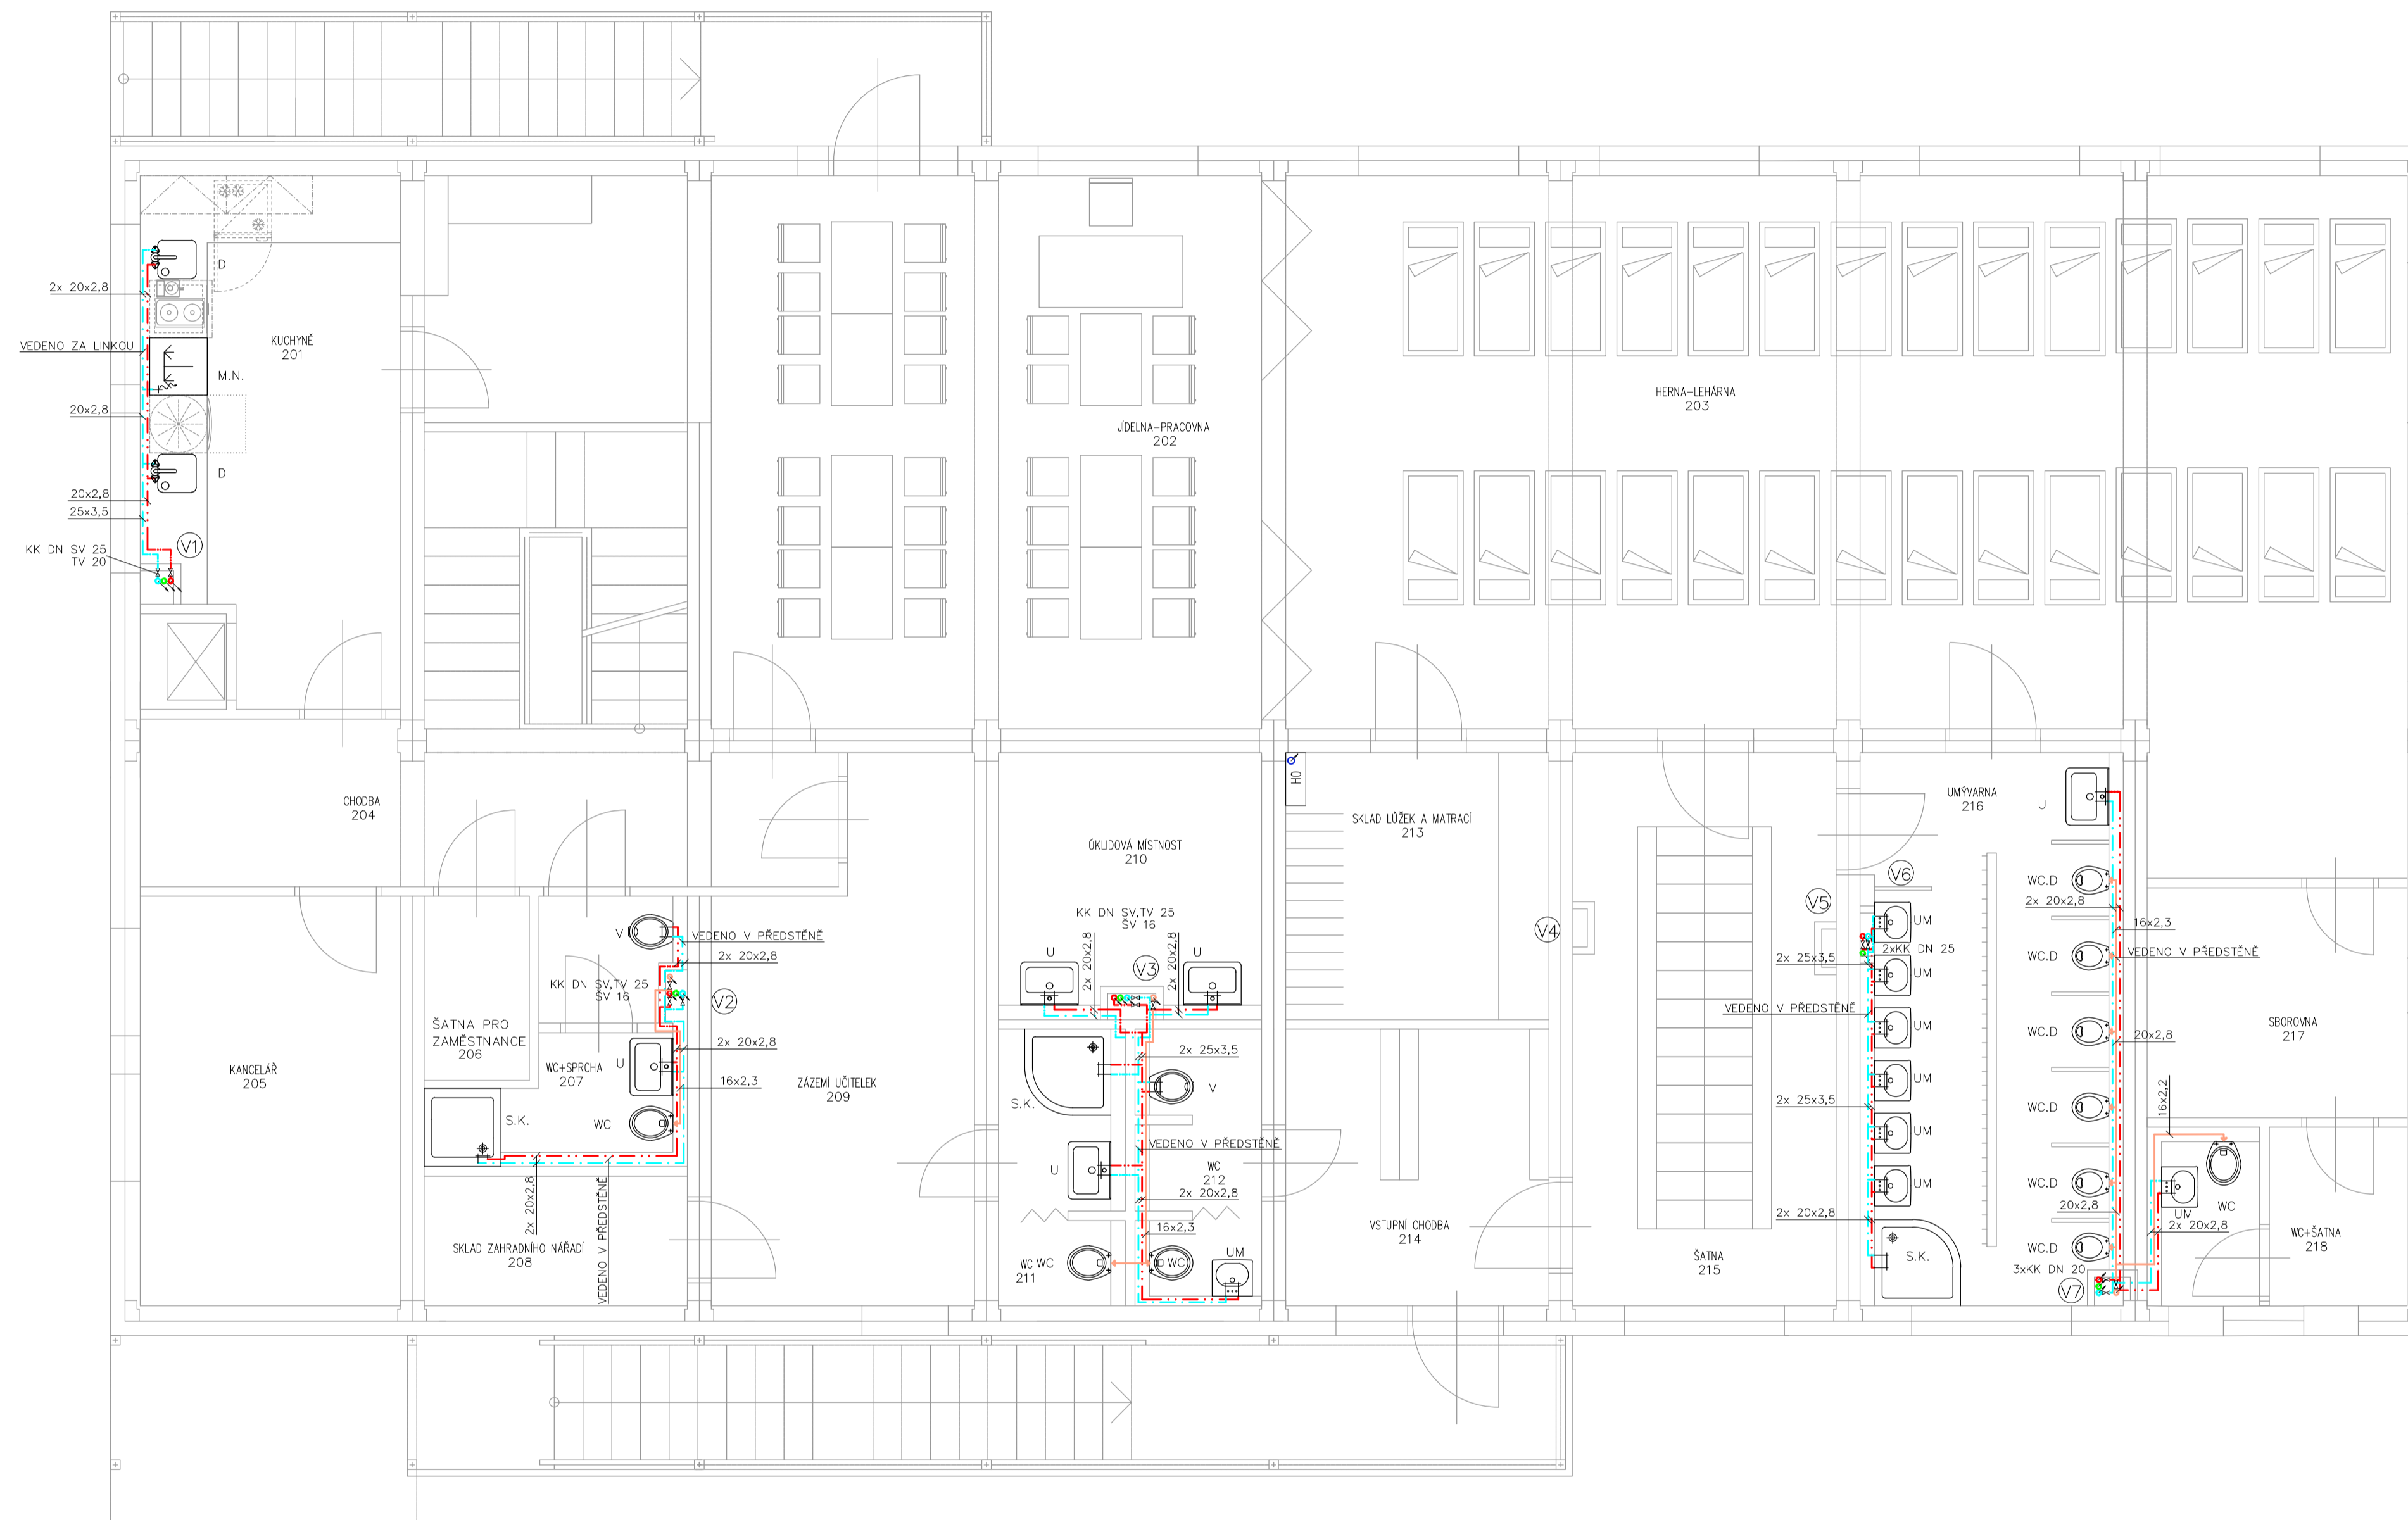 D
2x 20x2,8
VEDENO ZA LINKOU
KUCHYNĚ
201
M.N.
20x2,8
D
20x2,8
25x3,5
V1
KK DN SV 25
TV 20
JÍDELNA-PRACOVNA
202
HERNA-LEHÁRNA
203
CHODBA
204
KANCELÁŘ
205
ŠATNA PRO
ZAMĚSTNANCE
206
V
VEDENO V PŘEDSTĚNĚ
2x 20x2,8
KK DN SV,TV 25
ŠV 16
V2
2x 20x2,8
WC+SPRCHA
207
U
16x2,3
WC
S.K.
2x 20x2,8
VEDENO V PŘEDSTĚNĚ
SKLAD ZAHRADNÍHO NÁŘADÍ
208
ZÁZEMÍ UČITELEK
209
ÚKLIDOVÁ MÍSTNOST
210
KK DN SV,TV 25
ŠV 16
U
2x 20x2,8
V3
2x 20x2,8
U
2x 25x3,5
S.K.
V
VEDENO V PŘEDSTĚNĚ
U
WC
212
2x 20x2,8
16x2,3
WC
211
WC
WC
UM
HO
SKLAD LŮŽEK A MATRACÍ
213
V4
VSTUPNÍ CHODBA
214
ŠATNA
215
V5
V6
UMÝVARNA
216
U
UM
2xKK DN 25
2x 25x3,5
UM
VEDENO V PŘEDSTĚNĚ
UM
UM
2x 25x3,5
UM
UM
2x 20x2,8
S.K.
WC.D
2x 20x2,8
16x2,3
WC.D
VEDENO V PŘEDSTĚNĚ
WC.D
20x2,8
WC.D
WC.D
20x2,8
WC.D
3xKK DN 20
V7
SBOROVNA
217
16x2,2
UM
WC
2x 20x2,8
WC+ŠATNA
218